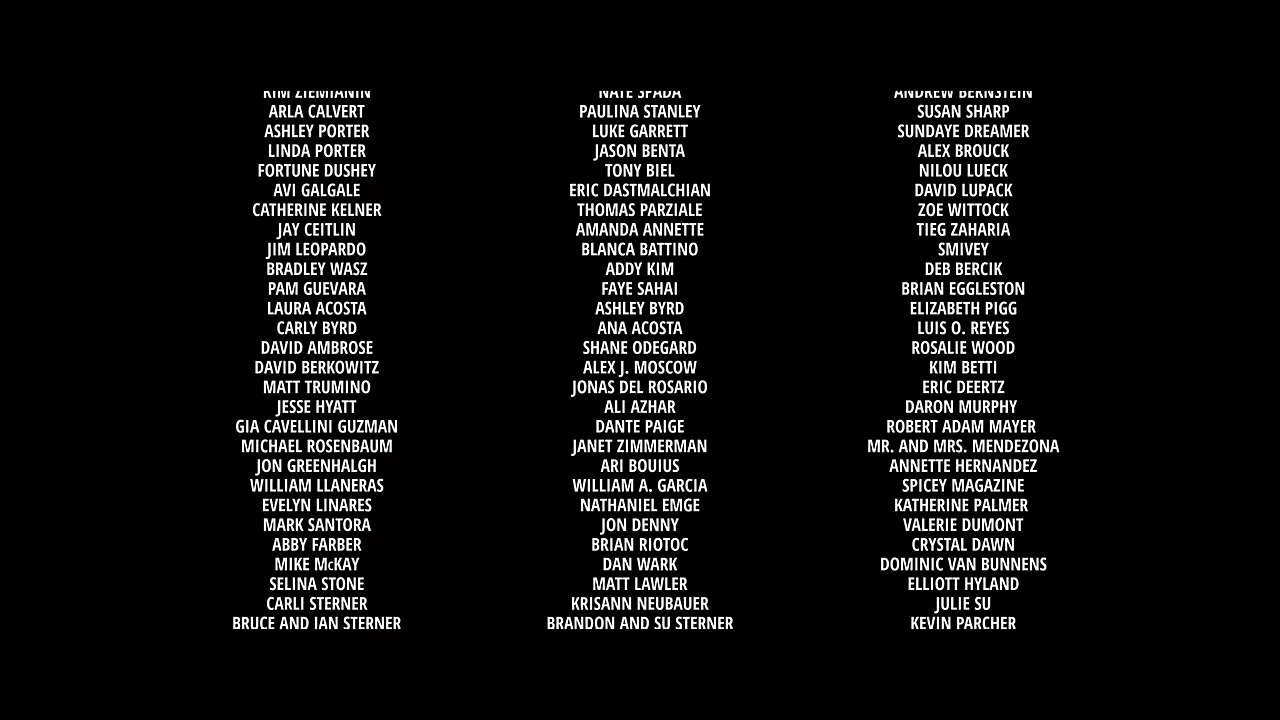 KIM ZIEMIANIN NATE SPADA ANDREW BERNSTEIN
ARLA CALVERT PAULINA STANLEY SUSAN SHARP
ASHLEY PORTER LUKE GARRETT SUNDAYE DREAMER
LINDA PORTER JASON BENTA ALEX BROUCK
FORTUNE DUSHEY TONY BIEL NILOU LUECK
AVI GALGALE ERIC DASTMALCHIAN DAVID LUPACK
CATHERINE KELNER THOMAS PARZIALE ZOE WITTOCK
JAY CEITLIN AMANDA ANNETTE TIEG ZAHARIA
JIM LEOPARDO BLANCA BATTINO SMIVEY
BRADLEY WASZ ADDY KIM DEB BERCIK
PAM GUEVARA FAYE SAHAI BRIAN EGGLESTON
LAURA ACOSTA ASHLEY BYRD ELIZABETH PIGG
CARLY BYRD ANA ACOSTA LUIS O. REYES
DAVID AMBROSE SHANE ODEGARD ROSALIE WOOD
DAVID BERKOWITZ ALEX J. MOSCOW KIM BETTI
MATT TRUMINO JONAS DEL ROSARIO ERIC DEERTZ
JESSE HYATT ALI AZHAR DARON MURPHY
GIA CAVELLINI GUZMAN DANTE PAIGE ROBERT ADAM MAYER
MICHAEL ROSENBAUM JANET ZIMMERMAN MR. AND MRS. MENDEZONA
JON GREENHALGH ARI BOUIUS ANNETTE HERNANDEZ
WILLIAM LLANERAS WILLIAM A. GARCIA SPICEY MAGAZINE
EVELYN LINARES NATHANIEL EMGE KATHERINE PALMER
MARK SANTORA JON DENNY VALERIE DUMONT
ABBY FARBER BRIAN RIOTOC CRYSTAL DAWN
MIKE McKAY DAN WARK DOMINIC VAN BUNNENS
SELINA STONE MATT LAWLER ELLIOTT HYLAND
CARLI STERNER KRISANN NEUBAUER JULIE SU
BRUCE AND IAN STERNER BRANDON AND SU STERNER KEVIN PARCHER